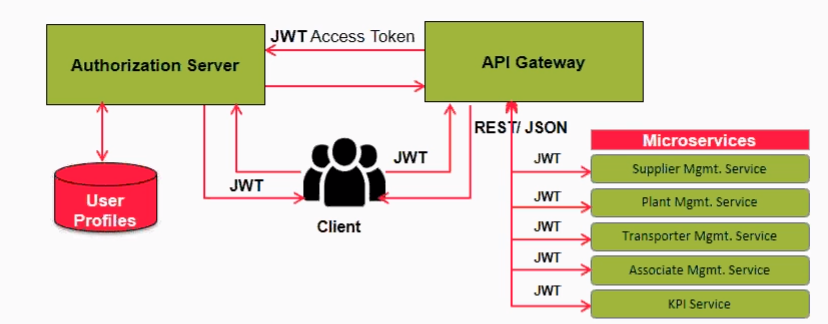 JWT Access Token
Authorization Server
API Gateway
REST/ JSON
Microservices
JWT
JWT
Supplier Mgmt. Service
JWT
User
Profiles
JWT
Plant Mgmt. Service
Client
JWT
Transporter Mgmt. Service
JWT
Associate Mgmt. Service
JWT
KPI Service